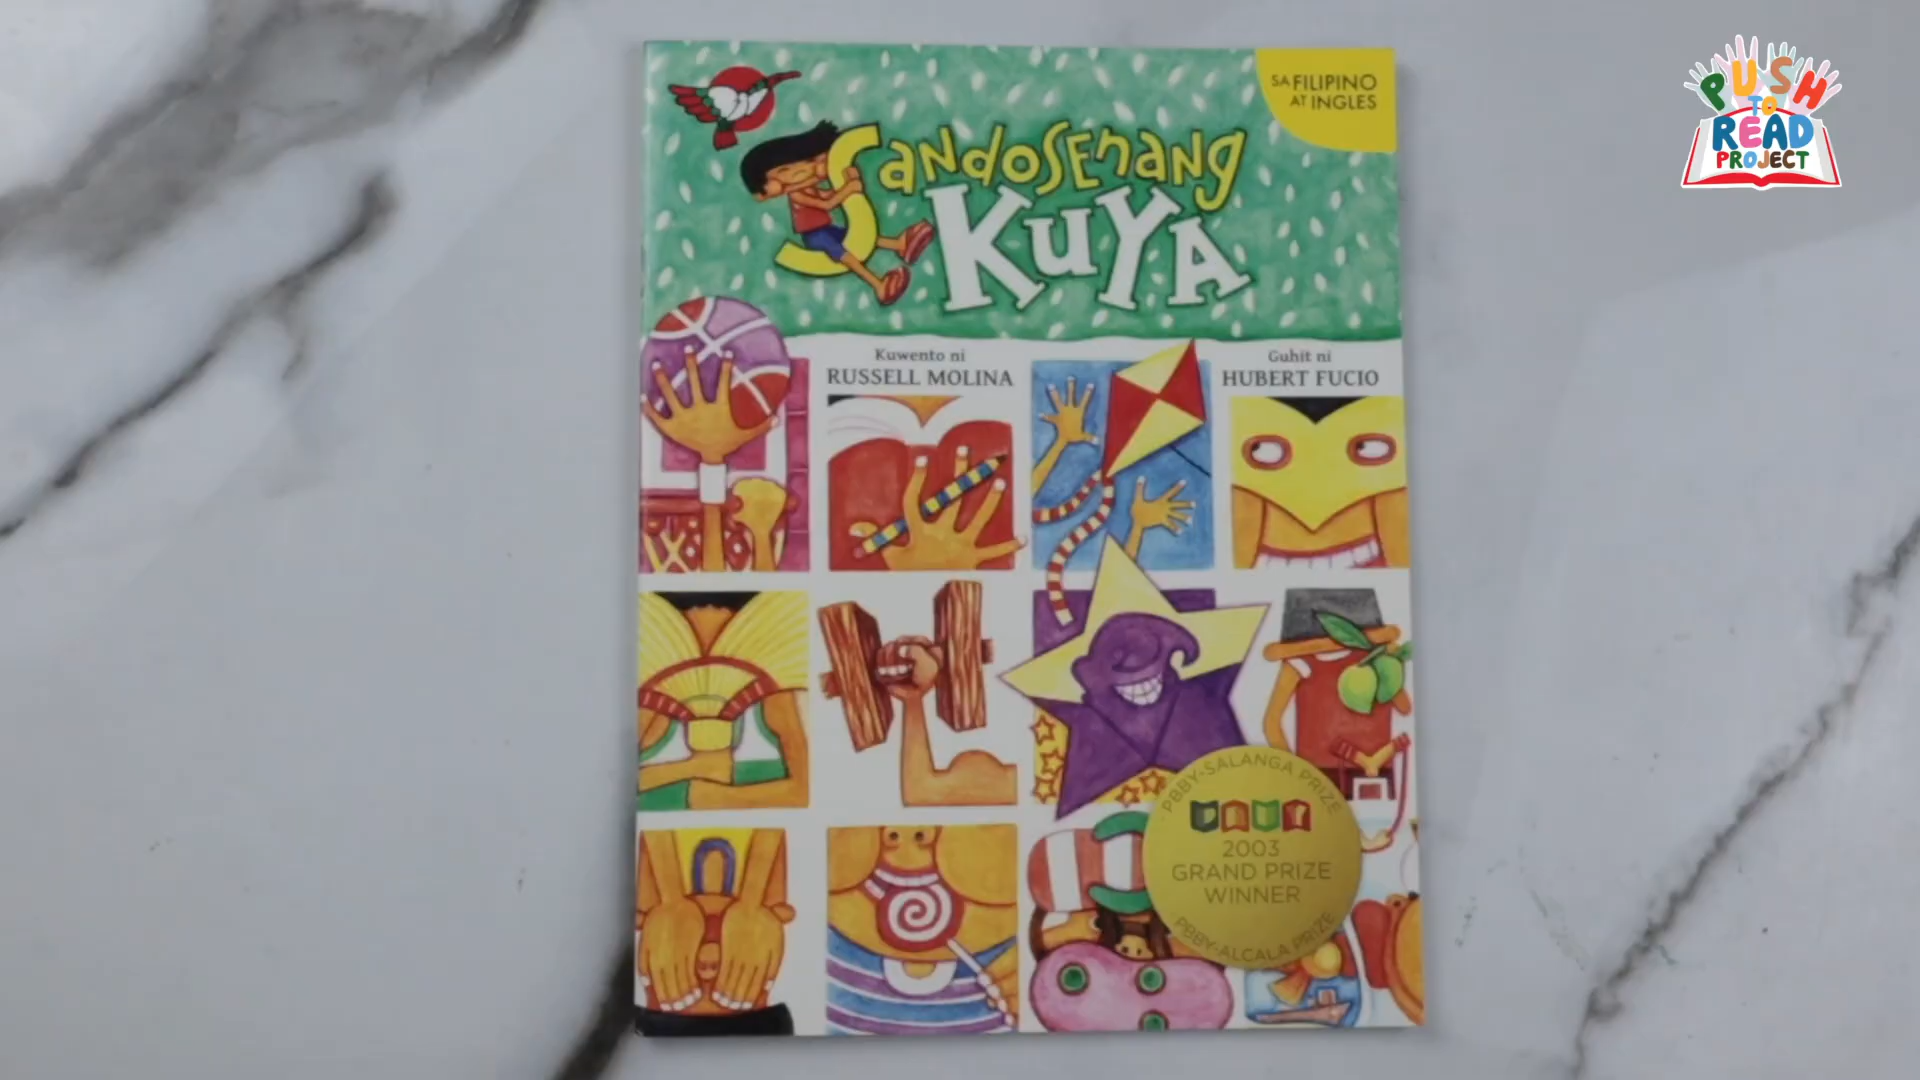 SANDOSENANG
KUYA
SA FILIPINO
AT INGLES
Kuwento ni
RUSSELL MOLINA
Guhit ni
HUBERT FUCIO
PBBY-SALANGA PRIZE
PBBY
2003
GRAND PRIZE
WINNER
PBBY-ALCALA PRIZE
PUSH
TO
READ
PROJECT